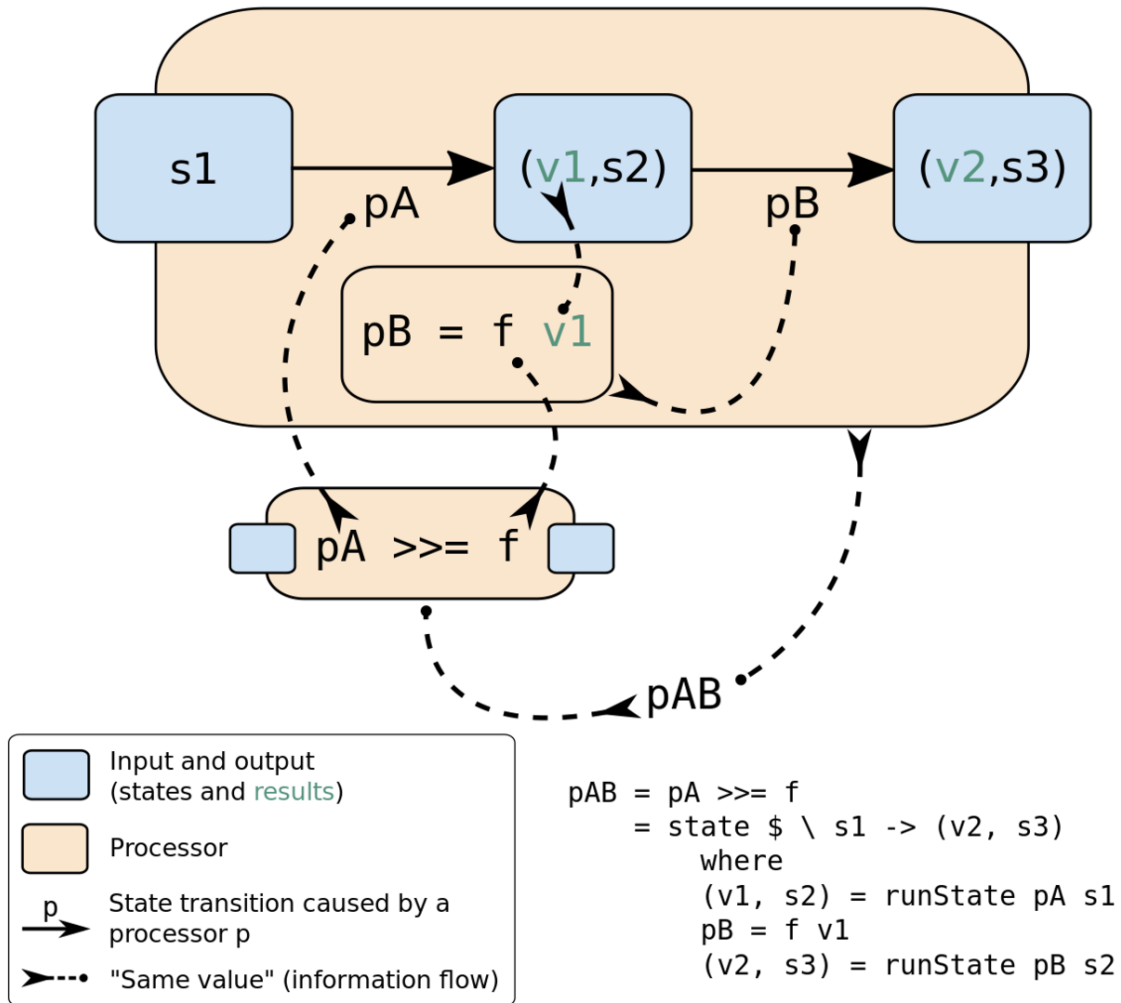 s1
(v1,s2)
(v2,s3)
pA
pB
pB = f v1
pA >>= f
pAB
Input and output
(states and results)
Processor
p
State transition caused by a
processor p
"Same value" (information flow)
pAB = pA >>= f
= state $ \ s1 -> (v2, s3)
where
(v1, s2) = runState pA s1
pB = f v1
(v2, s3) = runState pB s2